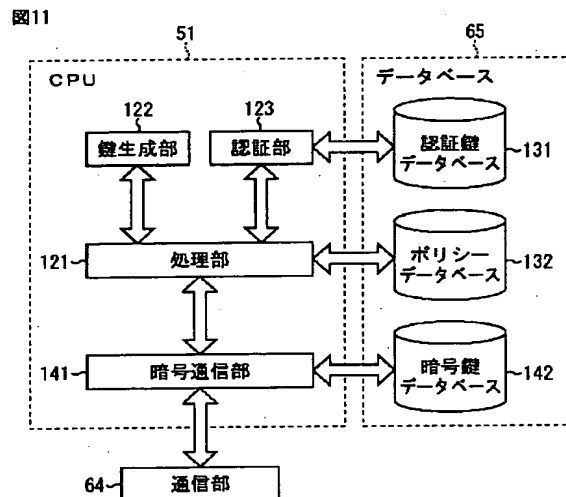 図11
51
65
CPU
データベース
122
123
鍵生成部
認証部
認証鍵
データベース
131
121
処理部
ポリシー
データベース
132
141
暗号通信部
暗号鍵
データベース
142
64
通信部